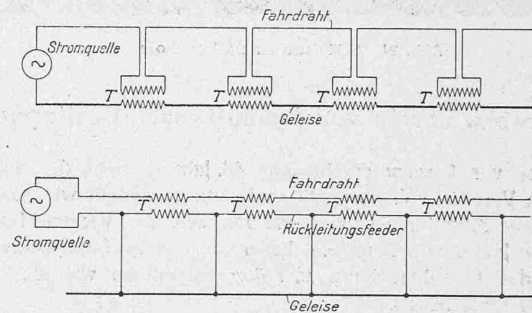 Fahrdraht
Stromquelle
T T T T
Geleise
Fahrdraht
T T T T
Rückleitungsfeeder
Stromquelle
Geleise